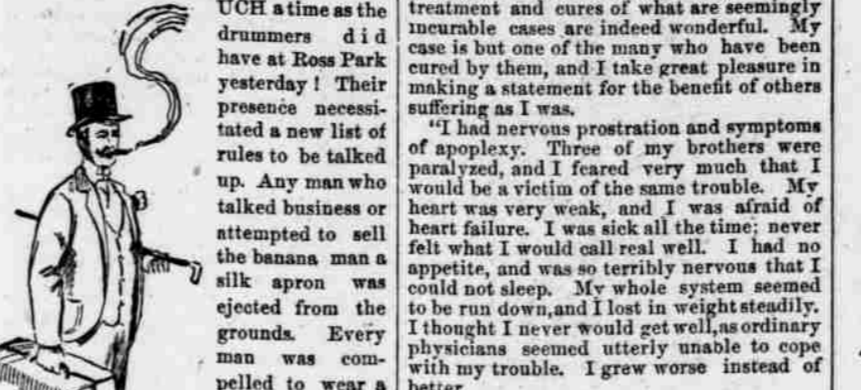 UCH a time as the
drummers did
have at Ross Park
yesterday! Their
presence necessi-
tated a new list of
rules to be talked
up. Any man who
talked business or
attempted to sell
the banana man a
silk apron was
ejected from the
grounds. Every
man was com-
pelled to wear a
treatment and cures of what are seemingly
incurable cases are indeed wonderful. My
case is but one of the many who have been
cured by them, and I take great pleasure in
making a statement for the benefit of others
suffering as I was.
"I had nervous prostration and symptoms
of apoplexy. Three of my brothers were
paralyzed, and I feared very much that I
would be a victim of the same trouble. My
heart was very weak, and I was afraid of
heart failure. I was sick all the time; never
felt what I would call real well. I had no
appetite, and was so terribly nervous that I
could not sleep. My whole system seemed
to be run down, and I lost in weight steadily.
I thought I never would get well, as ordinary
physicians seemed utterly unable to cope
with my trouble. I grew worse instead of
better